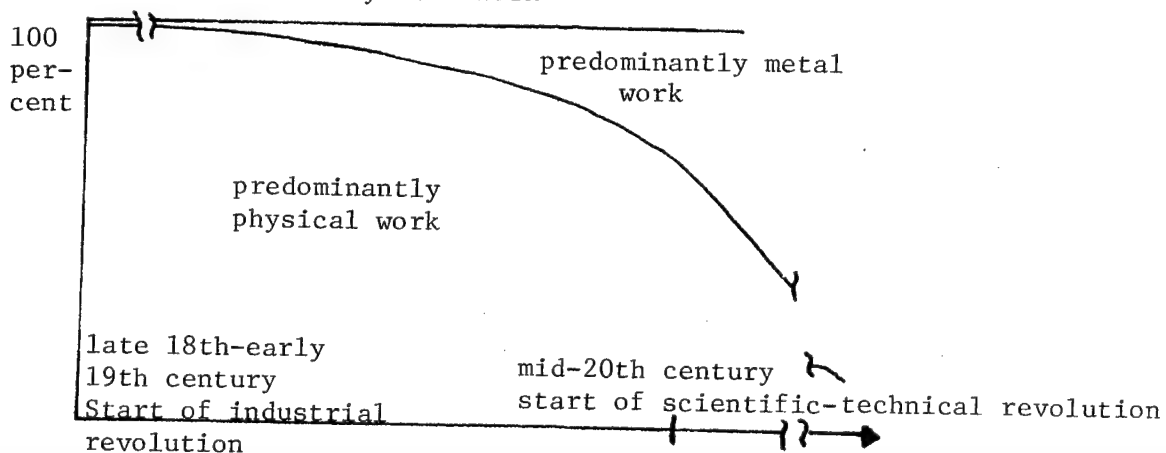 100
per-
cent
predominantly metal
work
predominantly
physical work
late 18th-early
19th century
Start of industrial
revolution
mid-20th century
start of scientific-technical revolution